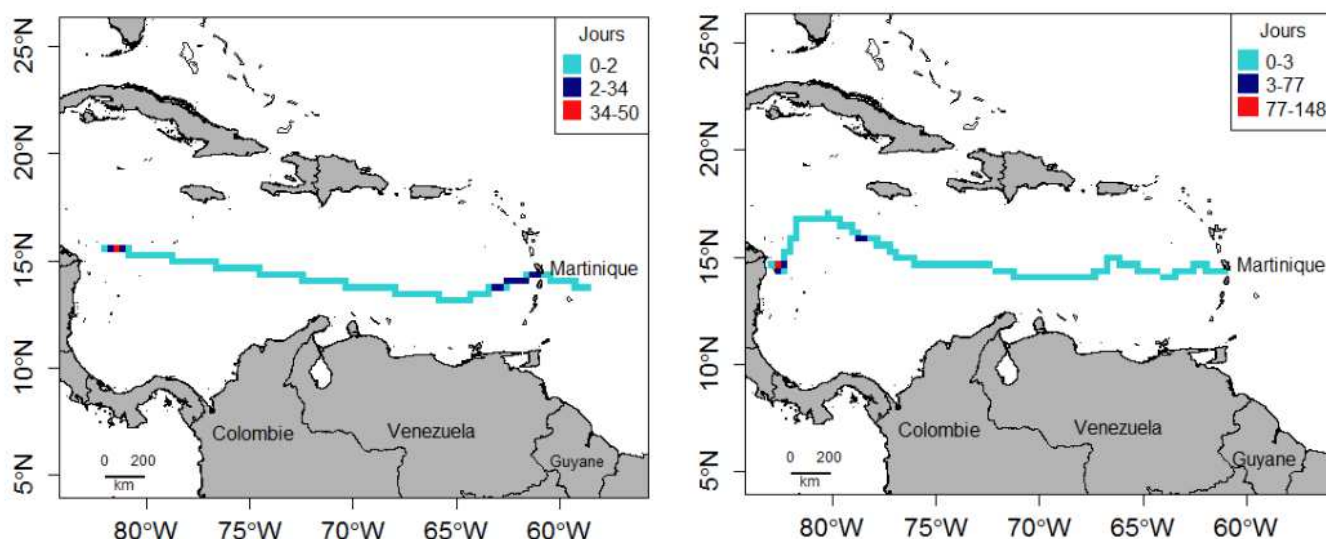 Jours
0-2
2-34
34-50
25°N
20°N
15°N
10°N
5°N
Martinique
Colombie
Venezuela
Guyane
0 200
km
80°W 75°W 70°W 65°W 60°W
Jours
0-3
3-77
77-148
25°N
20°N
15°N
10°N
5°N
Martinique
Colombie
Venezuela
Guyane
0 200
km
80°W 75°W 70°W 65°W 60°W